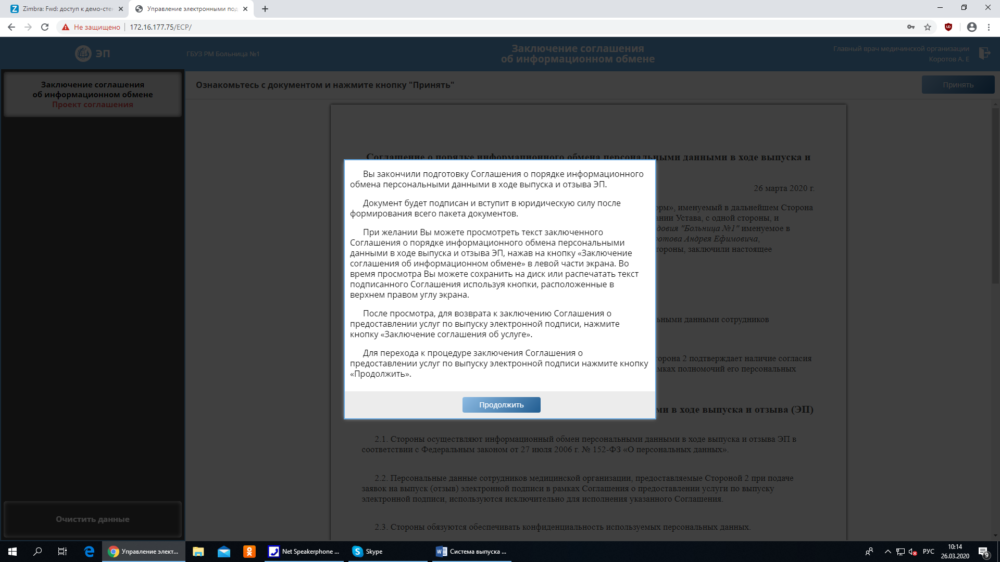 Zimbra: Fwd: доступ к демо-сте
Управление электронными под
Не защищено
172.16.177.75/ECP/
ЭП
ГБУЗ РМ Больница №1
Заключение соглашения
об информационном обмене
Главный врач медицинской организации
Коротов А. Е
Заключение соглашения
об информационном обмене
Проект соглашения
Ознакомьтесь с документом и нажмите кнопку "Принять"
Принять
Соглашение о порядке информационного обмена персональными данными в ходе выпуска и
26 марта 2020 г.
орм», именуемый в дальнейшем Сторона
ании Устава, с одной стороны, и
довия "Больница №1" именуемое в
ротова Андрея Ефимовича,
тороны, заключили настоящее
ьными данными сотрудников
орона 2 подтверждает наличие согласия
мках полномочий его персональных
ми в ходе выпуска и отзыва (ЭП)
Вы закончили подготовку Соглашения о порядке информационного
обмена персональными данными в ходе выпуска и отзыва ЭП.
Документ будет подписан и вступит в юридическую силу после
формирования всего пакета документов.
При желании Вы можете просмотреть текст заключенного
Соглашения о порядке информационного обмена персональными
данными в ходе выпуска и отзыва ЭП, нажав на кнопку «Заключение
соглашения об информационном обмене» в левой части экрана. Во
время просмотра Вы можете сохранить на диск или распечатать текст
подписанного Соглашения используя кнопки, расположенные в
верхнем правом углу экрана.
После просмотра, для возврата к заключению Соглашения о
предоставлении услуг по выпуску электронной подписи, нажмите
кнопку «Заключение соглашения об услуге».
Для перехода к процедуре заключения Соглашения о
предоставлении услуг по выпуску электронной подписи нажмите кнопку
«Продолжить».
Продолжить
2.1. Стороны осуществляют информационный обмен персональными данными в ходе выпуска и отзыва ЭП в
соответствии с Федеральным законом от 27 июля 2006 г. № 152-ФЗ «О персональных данных».
2.2. Персональные данные сотрудников медицинской организации, предоставляемые Стороной 2 при подаче
заявок на выпуск (отзыв) электронной подписи в рамках Соглашения о предоставлении услуги по выпуску
электронной подписи, используются исключительно для исполнения указанного Соглашения.
2.3. Стороны обязуются обеспечивать конфиденциальность используемых персональных данных.
Очистить данные
Управление элект...
Net Speakerphone ...
Skype
Система выпуска ...
РУС
10:14
26.03.2020
9